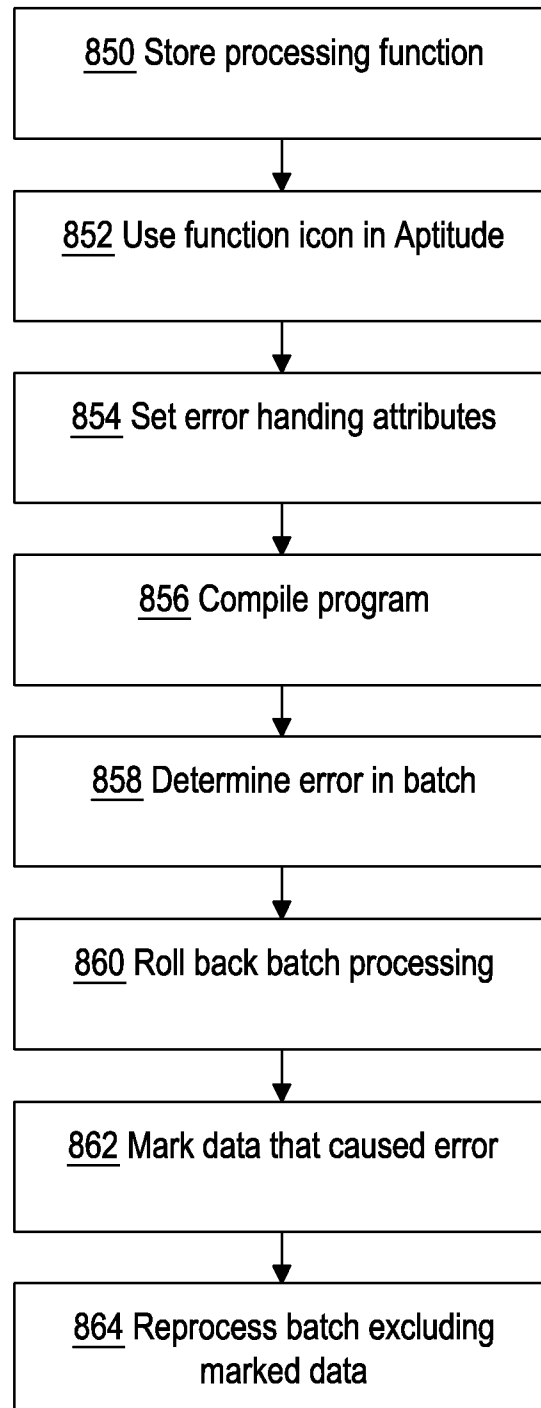 850 Store processing function
852 Use function icon in Aptitude
854 Set error handing attributes
856 Compile program
858 Determine error in batch
860 Roll back batch processing
862 Mark data that caused error
864 Reprocess batch excluding
marked data